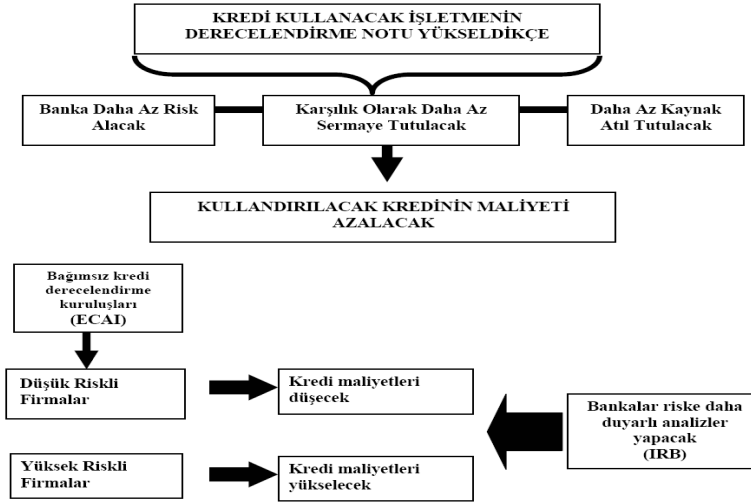 KREDİ KULLANACAK İŞLETMENİN
DERECELENDİRME NOTU YÜKSELDİKÇE
Banka Daha Az Risk
Alacak
Karşılık Olarak Daha Az
Sermaye Tutulacak
Daha Az Kaynak
Atıl Tutulacak
KULLANDIRILACAK KREDİNİN MALİYETİ
AZALACAK
Bağımsız kredi
derecelendirme
kuruluşları
(ECAI)
Düşük Riskli
Firmalar
Kredi maliyetleri
düşecek
Bankalar riske daha
duyarlı analizler
yapacak
(IRB)
Yüksek Riskli
Firmalar
Kredi maliyetleri
yükselecek